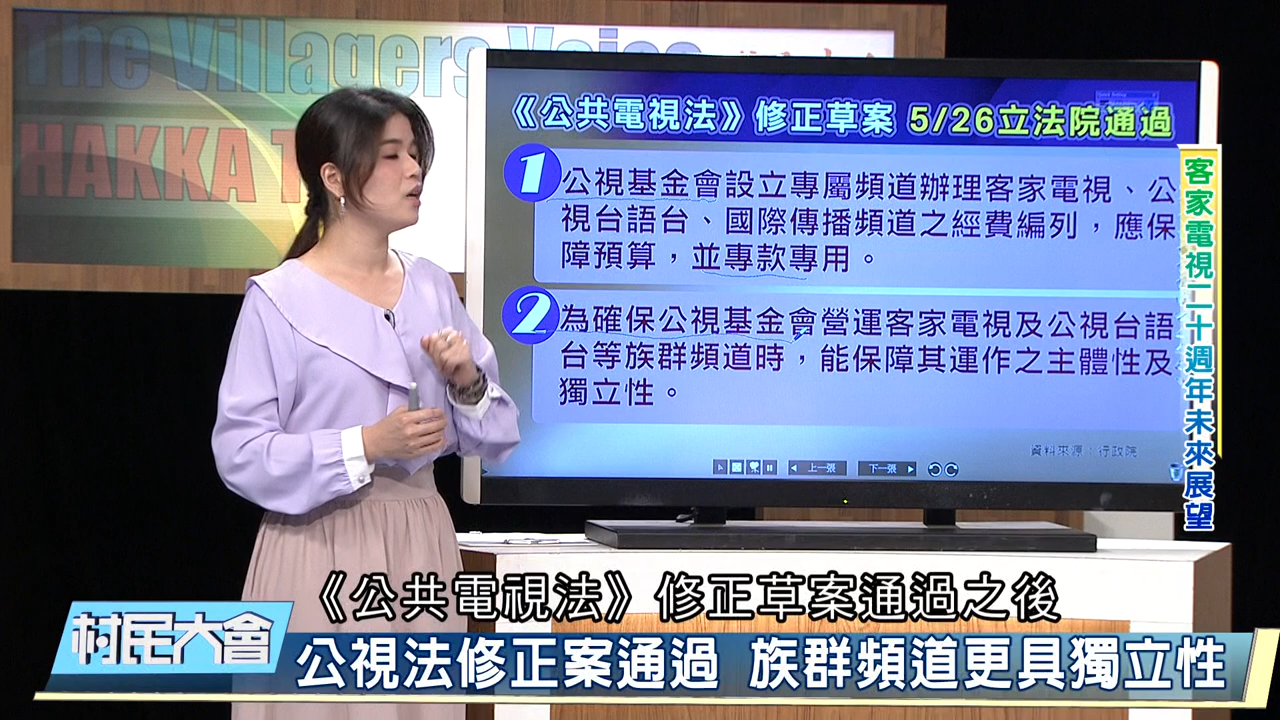 The Villagers Voice
HAKKA T
《公共電視法》修正草案 5/26立法院通過
1
公視基金會設立專屬頻道辦理客家電視、公
視台語台、國際傳播頻道之經費編列，應保
障預算，並專款專用。
2
為確保公視基金會營運客家電視及公視台語
台等族群頻道時，能保障其運作之主體性及
獨立性。
資料來源：行政院
上一張
下一張
客家電視二十週年未來展望
《公共電視法》修正草案通過之後
村民大會
公視法修正案通過 族群頻道更具獨立性